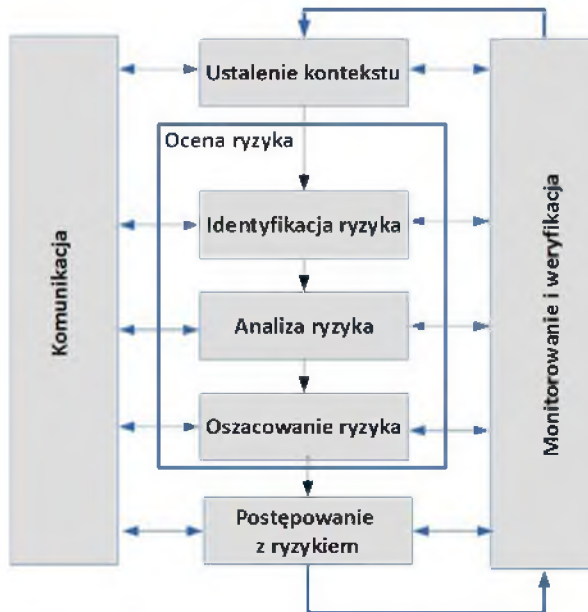 Ustalenie kontekstu
Ocena ryzyka
Identyfikacja ryzyka
Analiza ryzyka
Oszacowanie ryzyka
Postępowanie
z ryzykiem
Komunikacja
Monitorowanie i weryfikacja